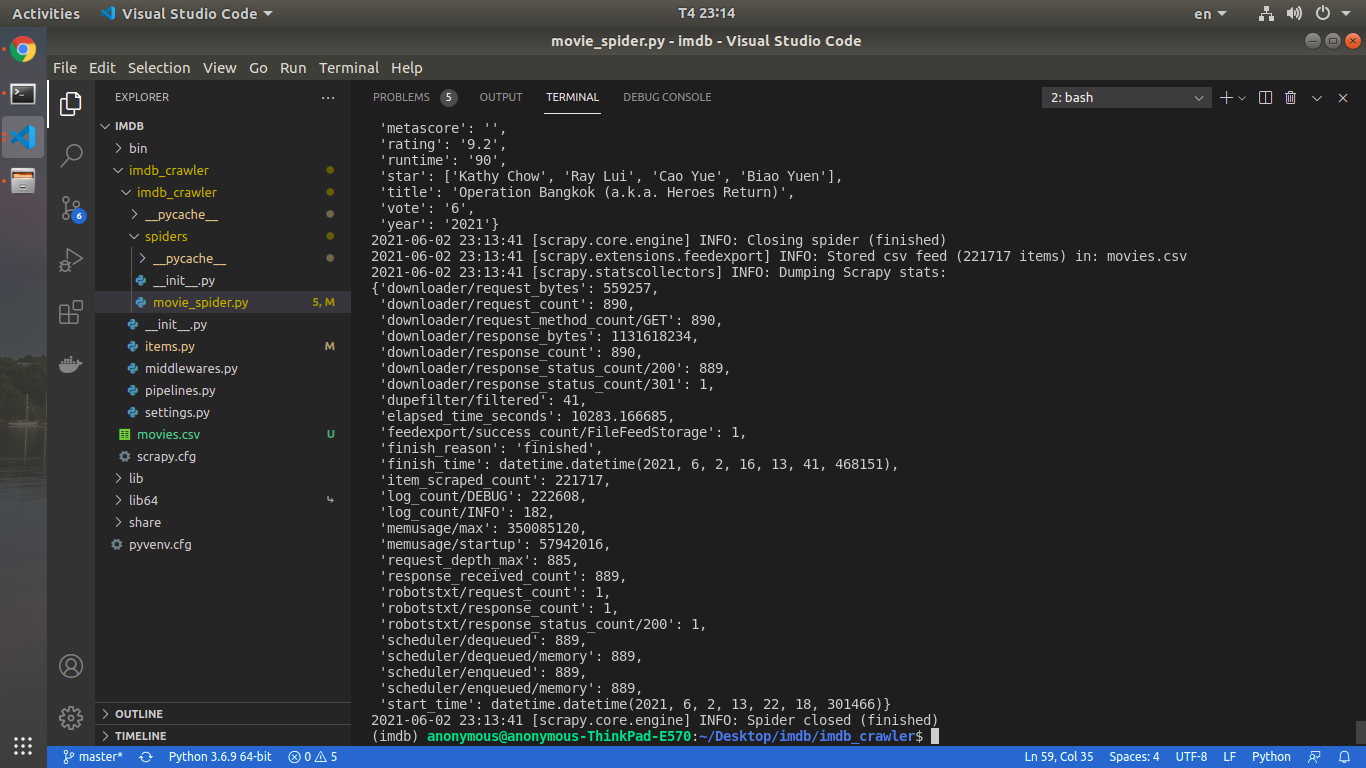 Activities
Visual Studio Code
T4 23:14
en
movie_spider.py - imdb - Visual Studio Code
File Edit Selection View Go Run Terminal Help
EXPLORER
IMDB
bin
imdb_crawler
imdb_crawler
__pycache__
spiders
__pycache__
__init__.py
movie_spider.py 5, M
__init__.py
items.py M
middlewares.py
pipelines.py
settings.py
movies.csv U
scrapy.cfg
lib
lib64
share
pyvenv.cfg
OUTLINE
TIMELINE
6
PROBLEMS 5 OUTPUT TERMINAL DEBUG CONSOLE
2: bash
'metascore': '',
'rating': '9.2',
'runtime': '90',
'star': ['Kathy Chow', 'Ray Lui', 'Cao Yue', 'Biao Yuen'],
'title': 'Operation Bangkok (a.k.a. Heroes Return)',
'vote': '6',
'year': '2021'}
2021-06-02 23:13:41 [scrapy.core.engine] INFO: Closing spider (finished)
2021-06-02 23:13:41 [scrapy.extensions.feedexport] INFO: Stored csv feed (221717 items) in: movies.csv
2021-06-02 23:13:41 [scrapy.statscollectors] INFO: Dumping Scrapy stats:
{'downloader/request_bytes': 559257,
'downloader/request_count': 890,
'downloader/request_method_count/GET': 890,
'downloader/response_bytes': 1131618234,
'downloader/response_count': 890,
'downloader/response_status_count/200': 889,
'downloader/response_status_count/301': 1,
'dupefilter/filtered': 41,
'elapsed_time_seconds': 10283.166685,
'feedexport/success_count/FileFeedStorage': 1,
'finish_reason': 'finished',
'finish_time': datetime.datetime(2021, 6, 2, 16, 13, 41, 468151),
'item_scraped_count': 221717,
'log_count/DEBUG': 222608,
'log_count/INFO': 182,
'memusage/max': 350085120,
'memusage/startup': 57942016,
'request_depth_max': 885,
'response_received_count': 889,
'robotstxt/request_count': 1,
'robotstxt/response_count': 1,
'robotstxt/response_status_count/200': 1,
'scheduler/dequeued': 889,
'scheduler/dequeued/memory': 889,
'scheduler/enqueued': 889,
'scheduler/enqueued/memory': 889,
'start_time': datetime.datetime(2021, 6, 2, 13, 22, 18, 301466)}
2021-06-02 23:13:41 [scrapy.core.engine] INFO: Spider closed (finished)
(imdb) anonymous@anonymous-ThinkPad-E570:~/Desktop/imdb/imdb_crawler$
master* Python 3.6.9 64-bit 0 5 Ln 59, Col 35 Spaces: 4 UTF-8 LF Python